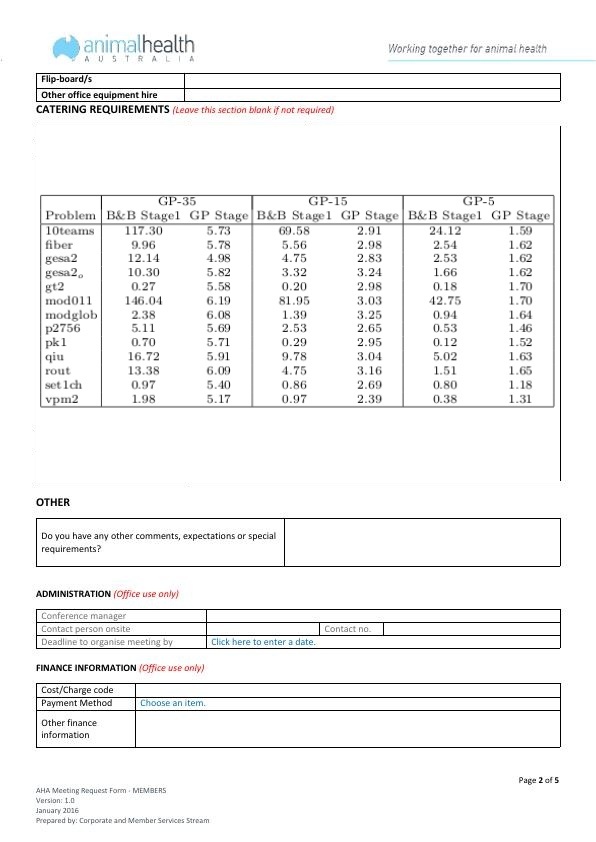 animalhealth
AUSTRALIA
Working together for animal health
Flip-board/s
Other office equipment hire
CATERING REQUIREMENTS (Leave this section blank if not required)
GP-35 GP-15 GP-5
Problem B&B Stage1 GP Stage B&B Stage1 GP Stage B&B Stage1 GP Stage
10teams 117.30 5.73 69.58 2.91 24.12 1.59
fiber 9.96 5.78 5.56 2.98 2.54 1.62
gesa2 12.14 4.98 4.75 2.83 2.53 1.62
gesa2_o 10.30 5.82 3.32 3.24 1.66 1.62
gt2 0.27 5.58 0.20 2.98 0.18 1.70
mod011 146.04 6.19 81.95 3.03 42.75 1.70
modglob 2.38 6.08 1.39 3.25 0.94 1.64
p2756 5.11 5.69 2.53 2.65 0.53 1.46
pk1 0.70 5.71 0.29 2.95 0.12 1.52
qiu 16.72 5.91 9.78 3.04 5.02 1.63
rout 13.38 6.09 4.75 3.16 1.51 1.65
set1ch 0.97 5.40 0.86 2.69 0.80 1.18
vpm2 1.98 5.17 0.97 2.39 0.38 1.31
OTHER
Do you have any other comments, expectations or special
requirements?
ADMINISTRATION (Office use only)
Conference manager
Contact person onsite Contact no.
Deadline to organise meeting by Click here to enter a date.
FINANCE INFORMATION (Office use only)
Cost/Charge code
Payment Method Choose an item.
Other finance
information
Page 2 of 5
AHA Meeting Request Form - MEMBERS
Version: 1.0
January 2016
Prepared by: Corporate and Member Services Stream